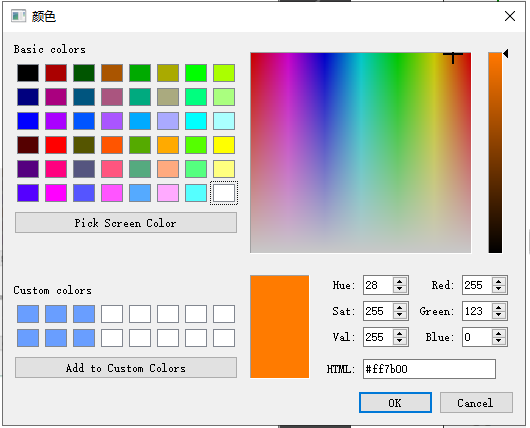 颜色
Basic colors
Pick Screen Color
Custom colors
Add to Custom Colors
Hue: 28 Red: 255
Sat: 255 Green: 123
Val: 255 Blue: 0
HTML: #ff7b00
OK Cancel